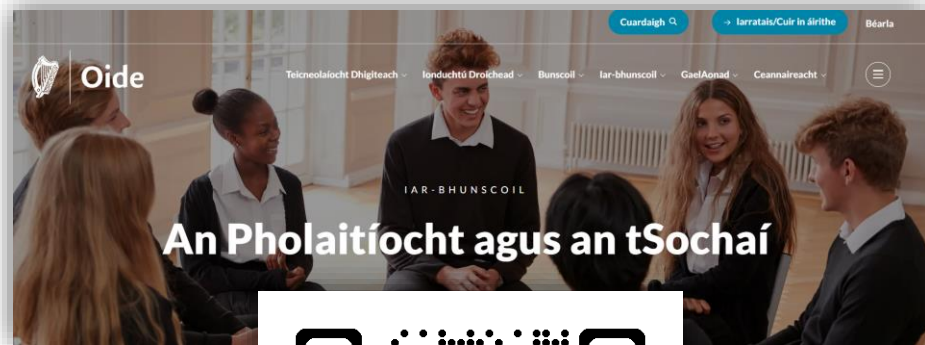 Cuardaigh
→ Iarratais/Cuir in áirithe
Béarla
Oide
Teicneolaíocht Dhigiteach
Ionduchtú Droichead
Bunscoil
Iar-bhunscoil
GaelAonad
Ceannaireacht
IAR-BHUNSCOIL
An Pholaitíocht agus an tSochaí